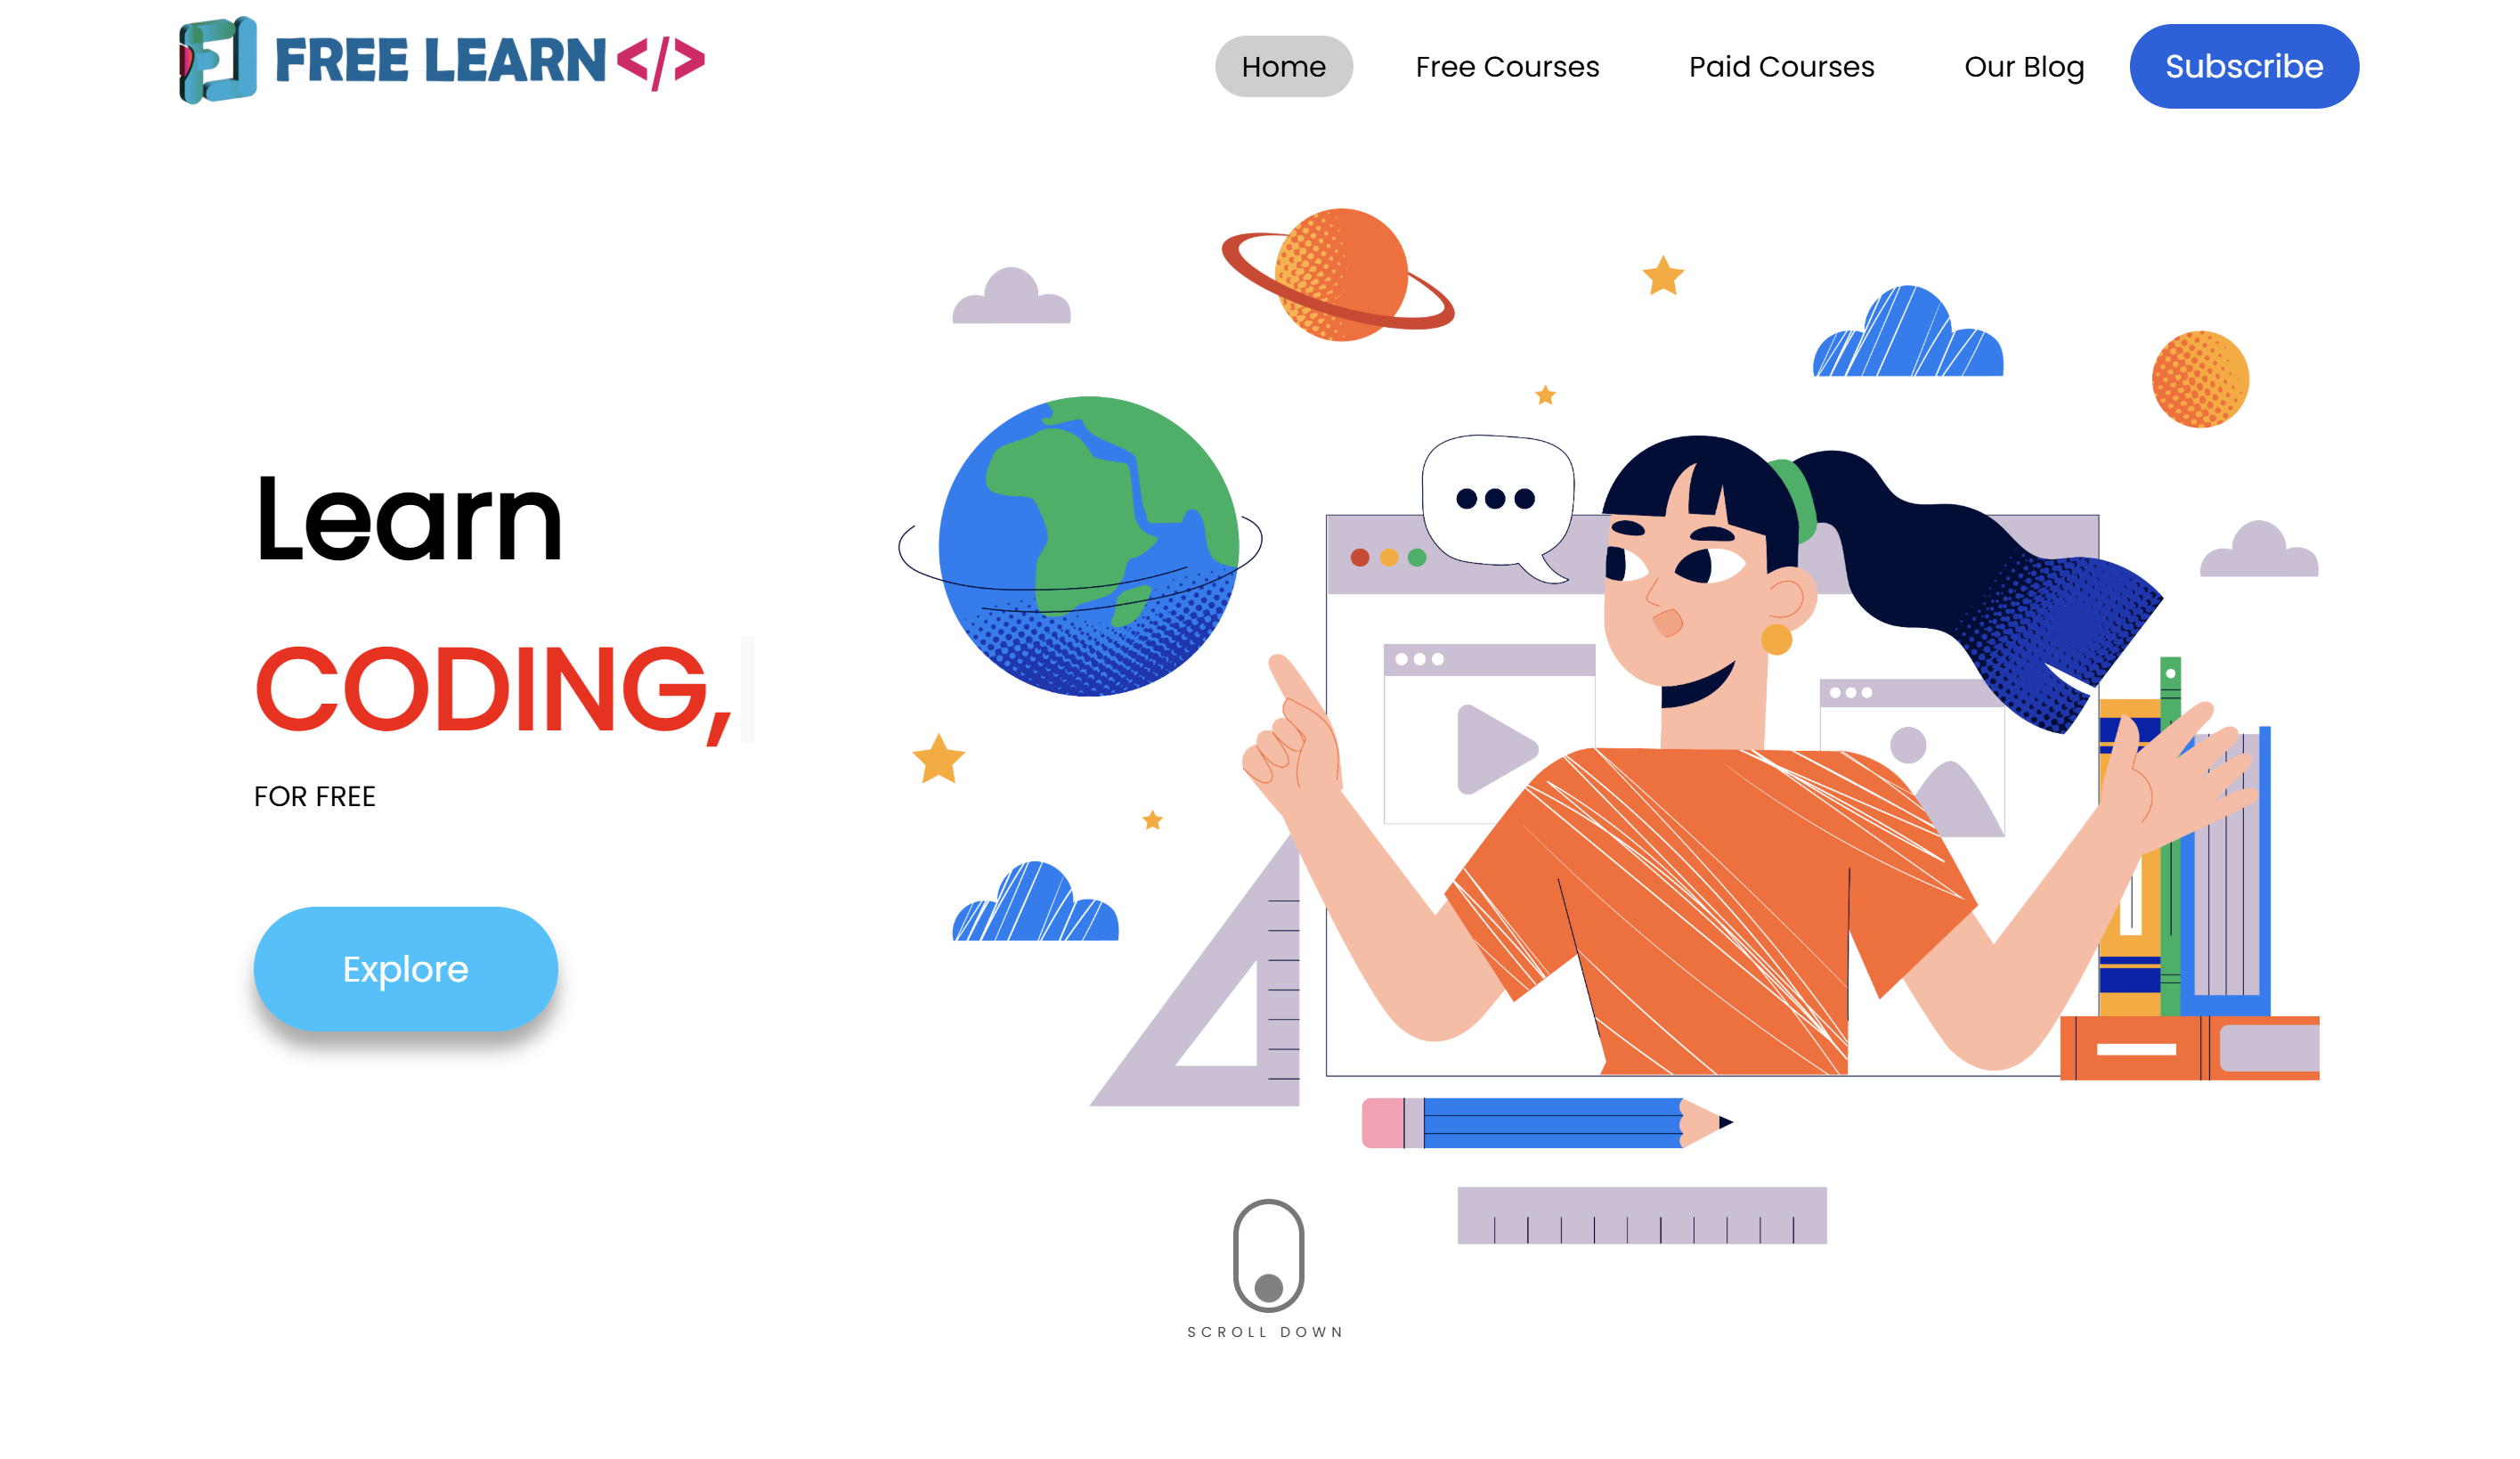 FREE LEARN</>
Home
Free Courses
Paid Courses
Our Blog
Subscribe
Learn
CODING,
FOR FREE
Explore
SCROLL DOWN